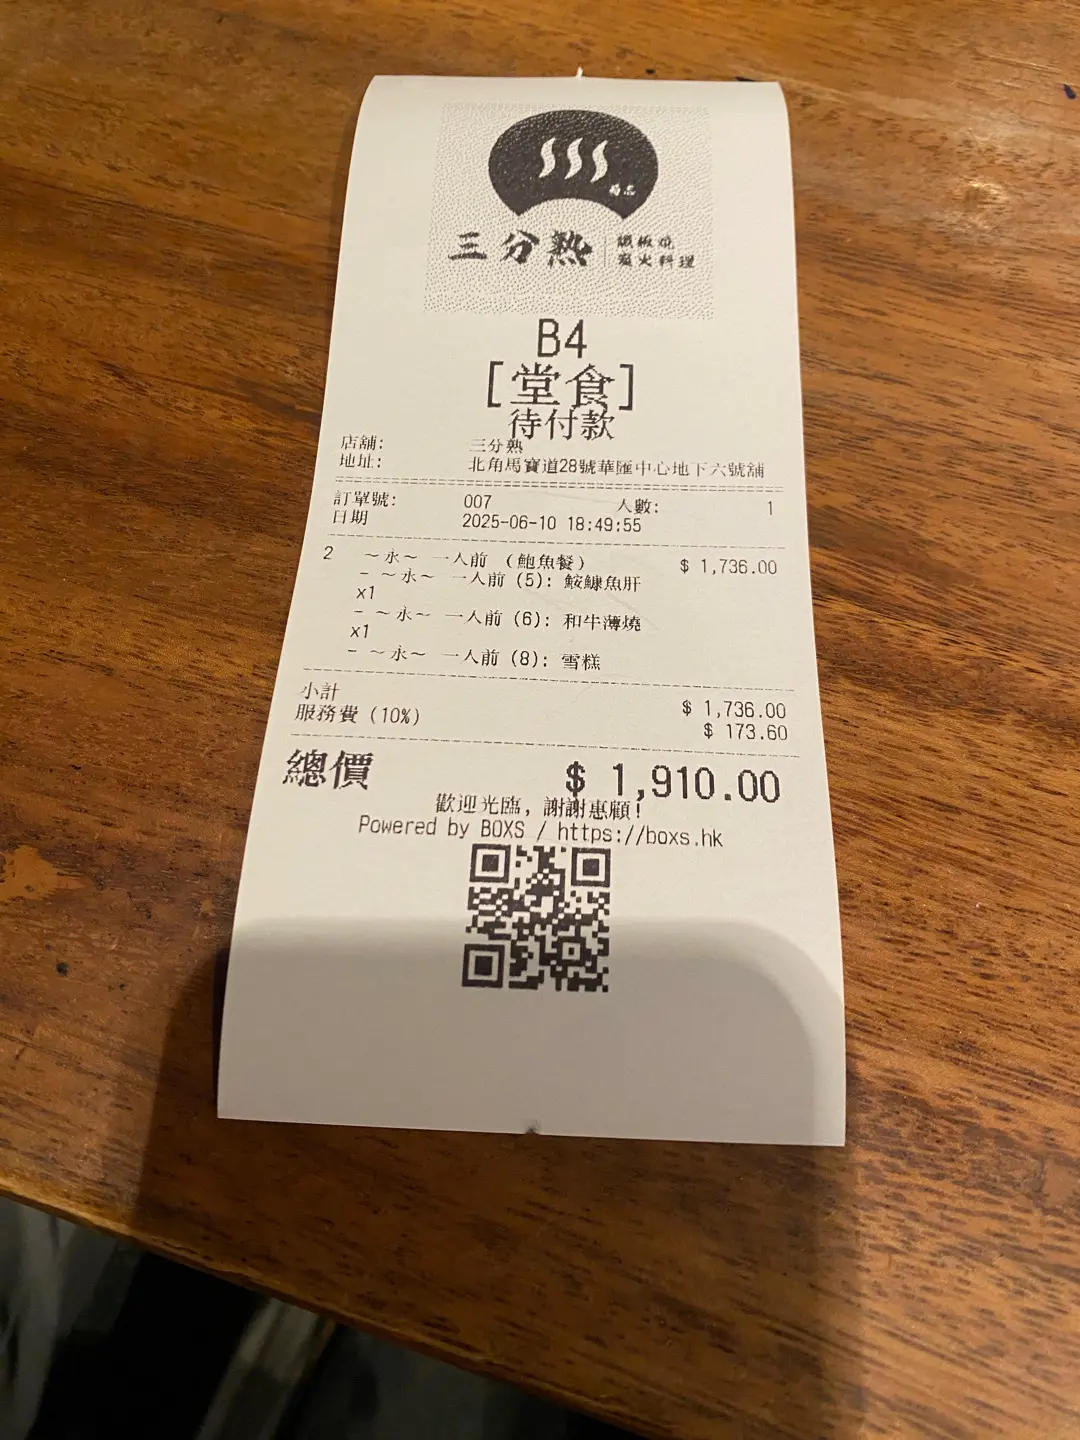 三分熟
鐵板燒
爐火料理
B4
[堂食]
待付款
店舖: 三分熟
地址: 北角馬寶道28號華匯中心地下六號舖
訂單號: 007 人數: 1
日期 2025-06-10 18:49:55
2 ～永～ 一人前 (鮑魚餐) $ 1,736.00
- ～永～ 一人前 (5): 鮟鱇魚肝
x1
- ～永～ 一人前 (6): 和牛薄燒
x1
- ～永～ 一人前 (8): 雪糕
小計 $ 1,736.00
服務費 (10%) $ 173.60
總價 $ 1,910.00
歡迎光臨, 謝謝惠顧!
Powered by BOXS / https://boxs.hk